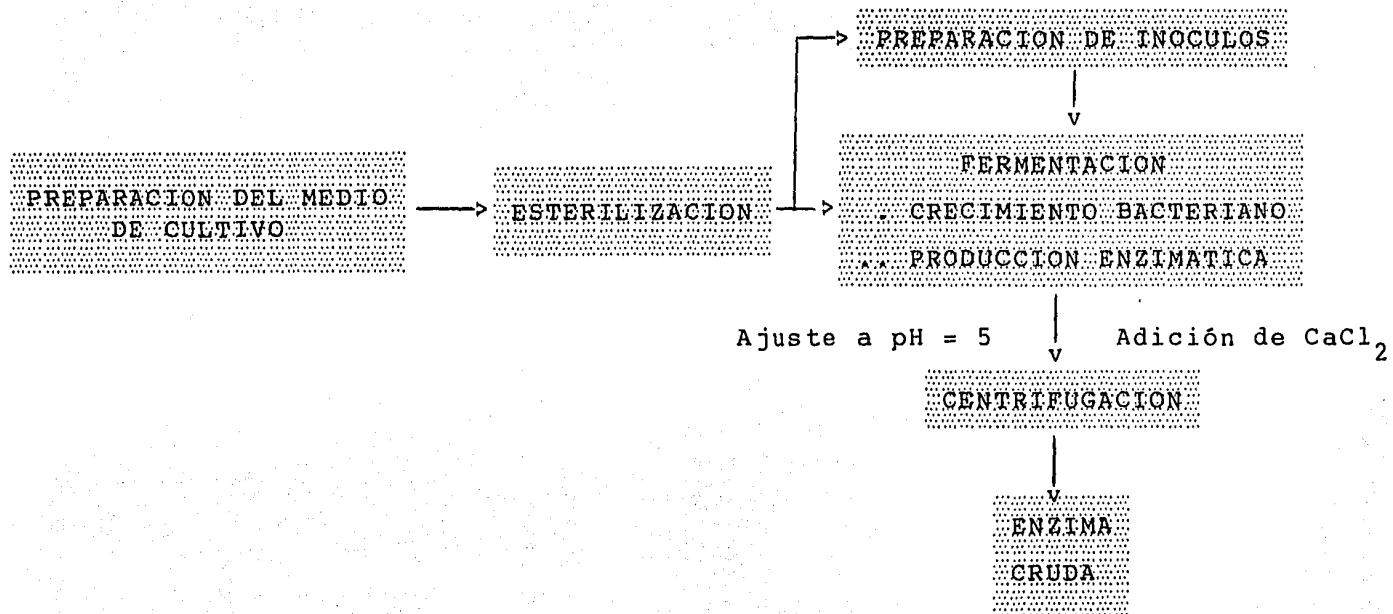 PREPARACION DE INOCULOS
PREPARACION DEL MEDIO
DE CULTIVO
ESTERILIZACION
FERMENTACION
. CRECIMIENTO BACTERIANO
.. PRODUCCION ENZIMATICA
Ajuste a pH = 5
Adición de CaCl2
CENTRIFUGACION
ENZIMA
CRUDA